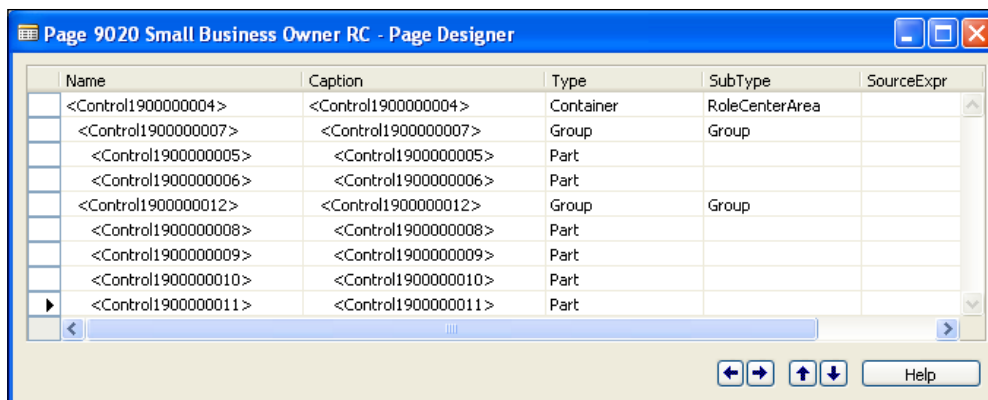 Page 9020 Small Business Owner RC - Page Designer
Name Caption Type SubType SourceExpr
<Control1900000004> <Control1900000004> Container RoleCenterArea
<Control1900000007> <Control1900000007> Group Group
<Control1900000005> <Control1900000005> Part
<Control1900000006> <Control1900000006> Part
<Control1900000012> <Control1900000012> Group Group
<Control1900000008> <Control1900000008> Part
<Control1900000009> <Control1900000009> Part
<Control1900000010> <Control1900000010> Part
<Control1900000011> <Control1900000011> Part
Help